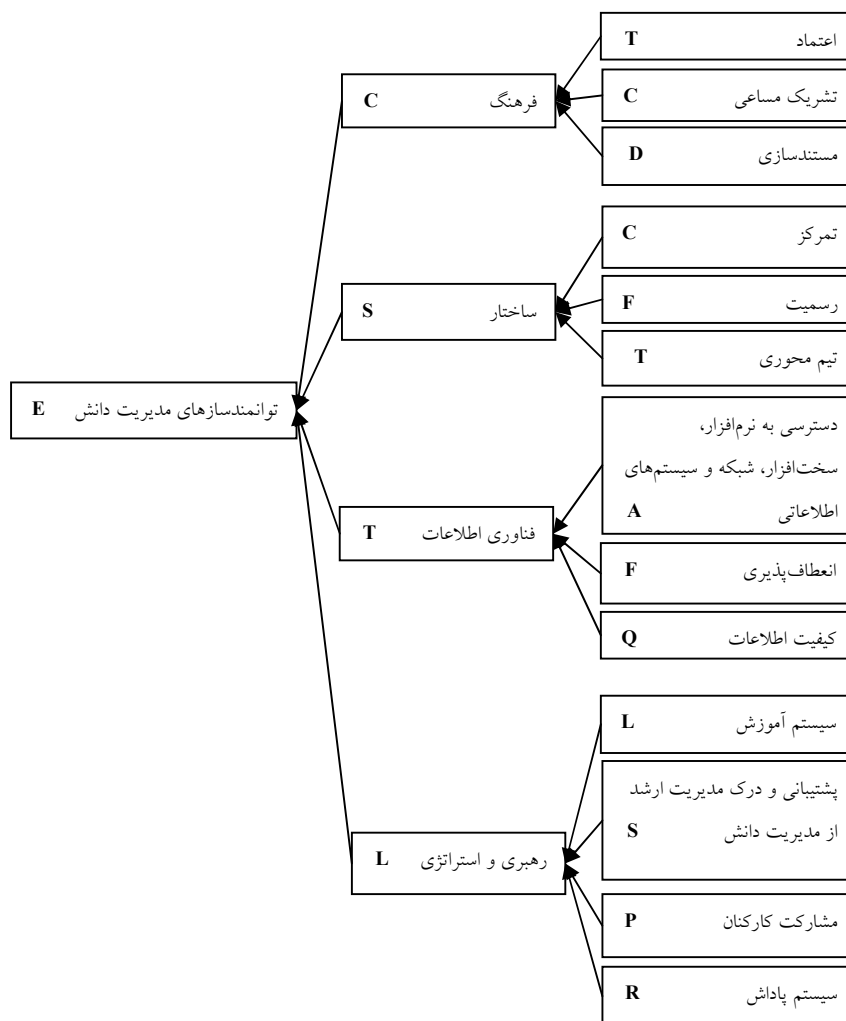 اعتماد T
تشریک مساعی C
مستندسازی D
فرهنگ C
تمرکز C
رسمیت F
تیم محوری T
ساختار S
توانمندسازهای مدیریت دانش E
دسترسی به نرم‌افزار،
سخت‌افزار، شبکه و سیستم‌های
اطلاعاتی A
انعطاف‌پذیری F
کیفیت اطلاعات Q
فناوری اطلاعات T
سیستم آموزش L
پشتیبانی و درک مدیریت ارشد
از مدیریت دانش S
مشارکت کارکنان P
سیستم پاداش R
رهبری و استراتژی L